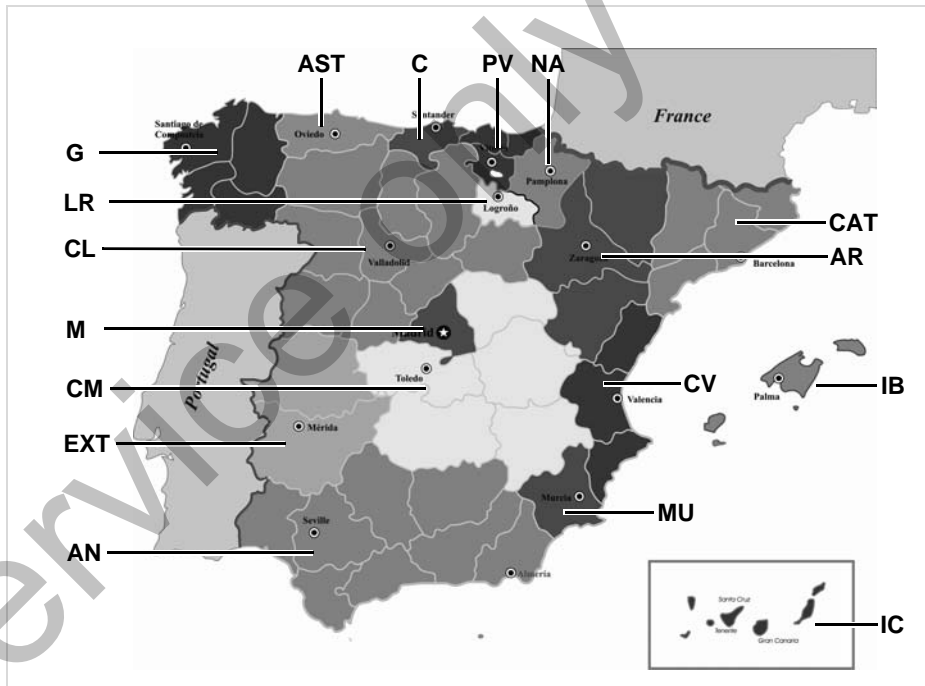 AST C PV NA
Santander
France
Santiago de
Compostela
Oviedo
G
Pamplona
LR
Logroño
CAT
CL
Valladolid
Zaragoza
AR
Barcelona
M
Madrid
Toledo
CM
CV
IB
Palma
Valencia
Portugal
EXT
Mérida
Murcia
MU
Seville
AN
Almería
Santa Cruz
Tenerife
Gran Canaria
IC
ervice only